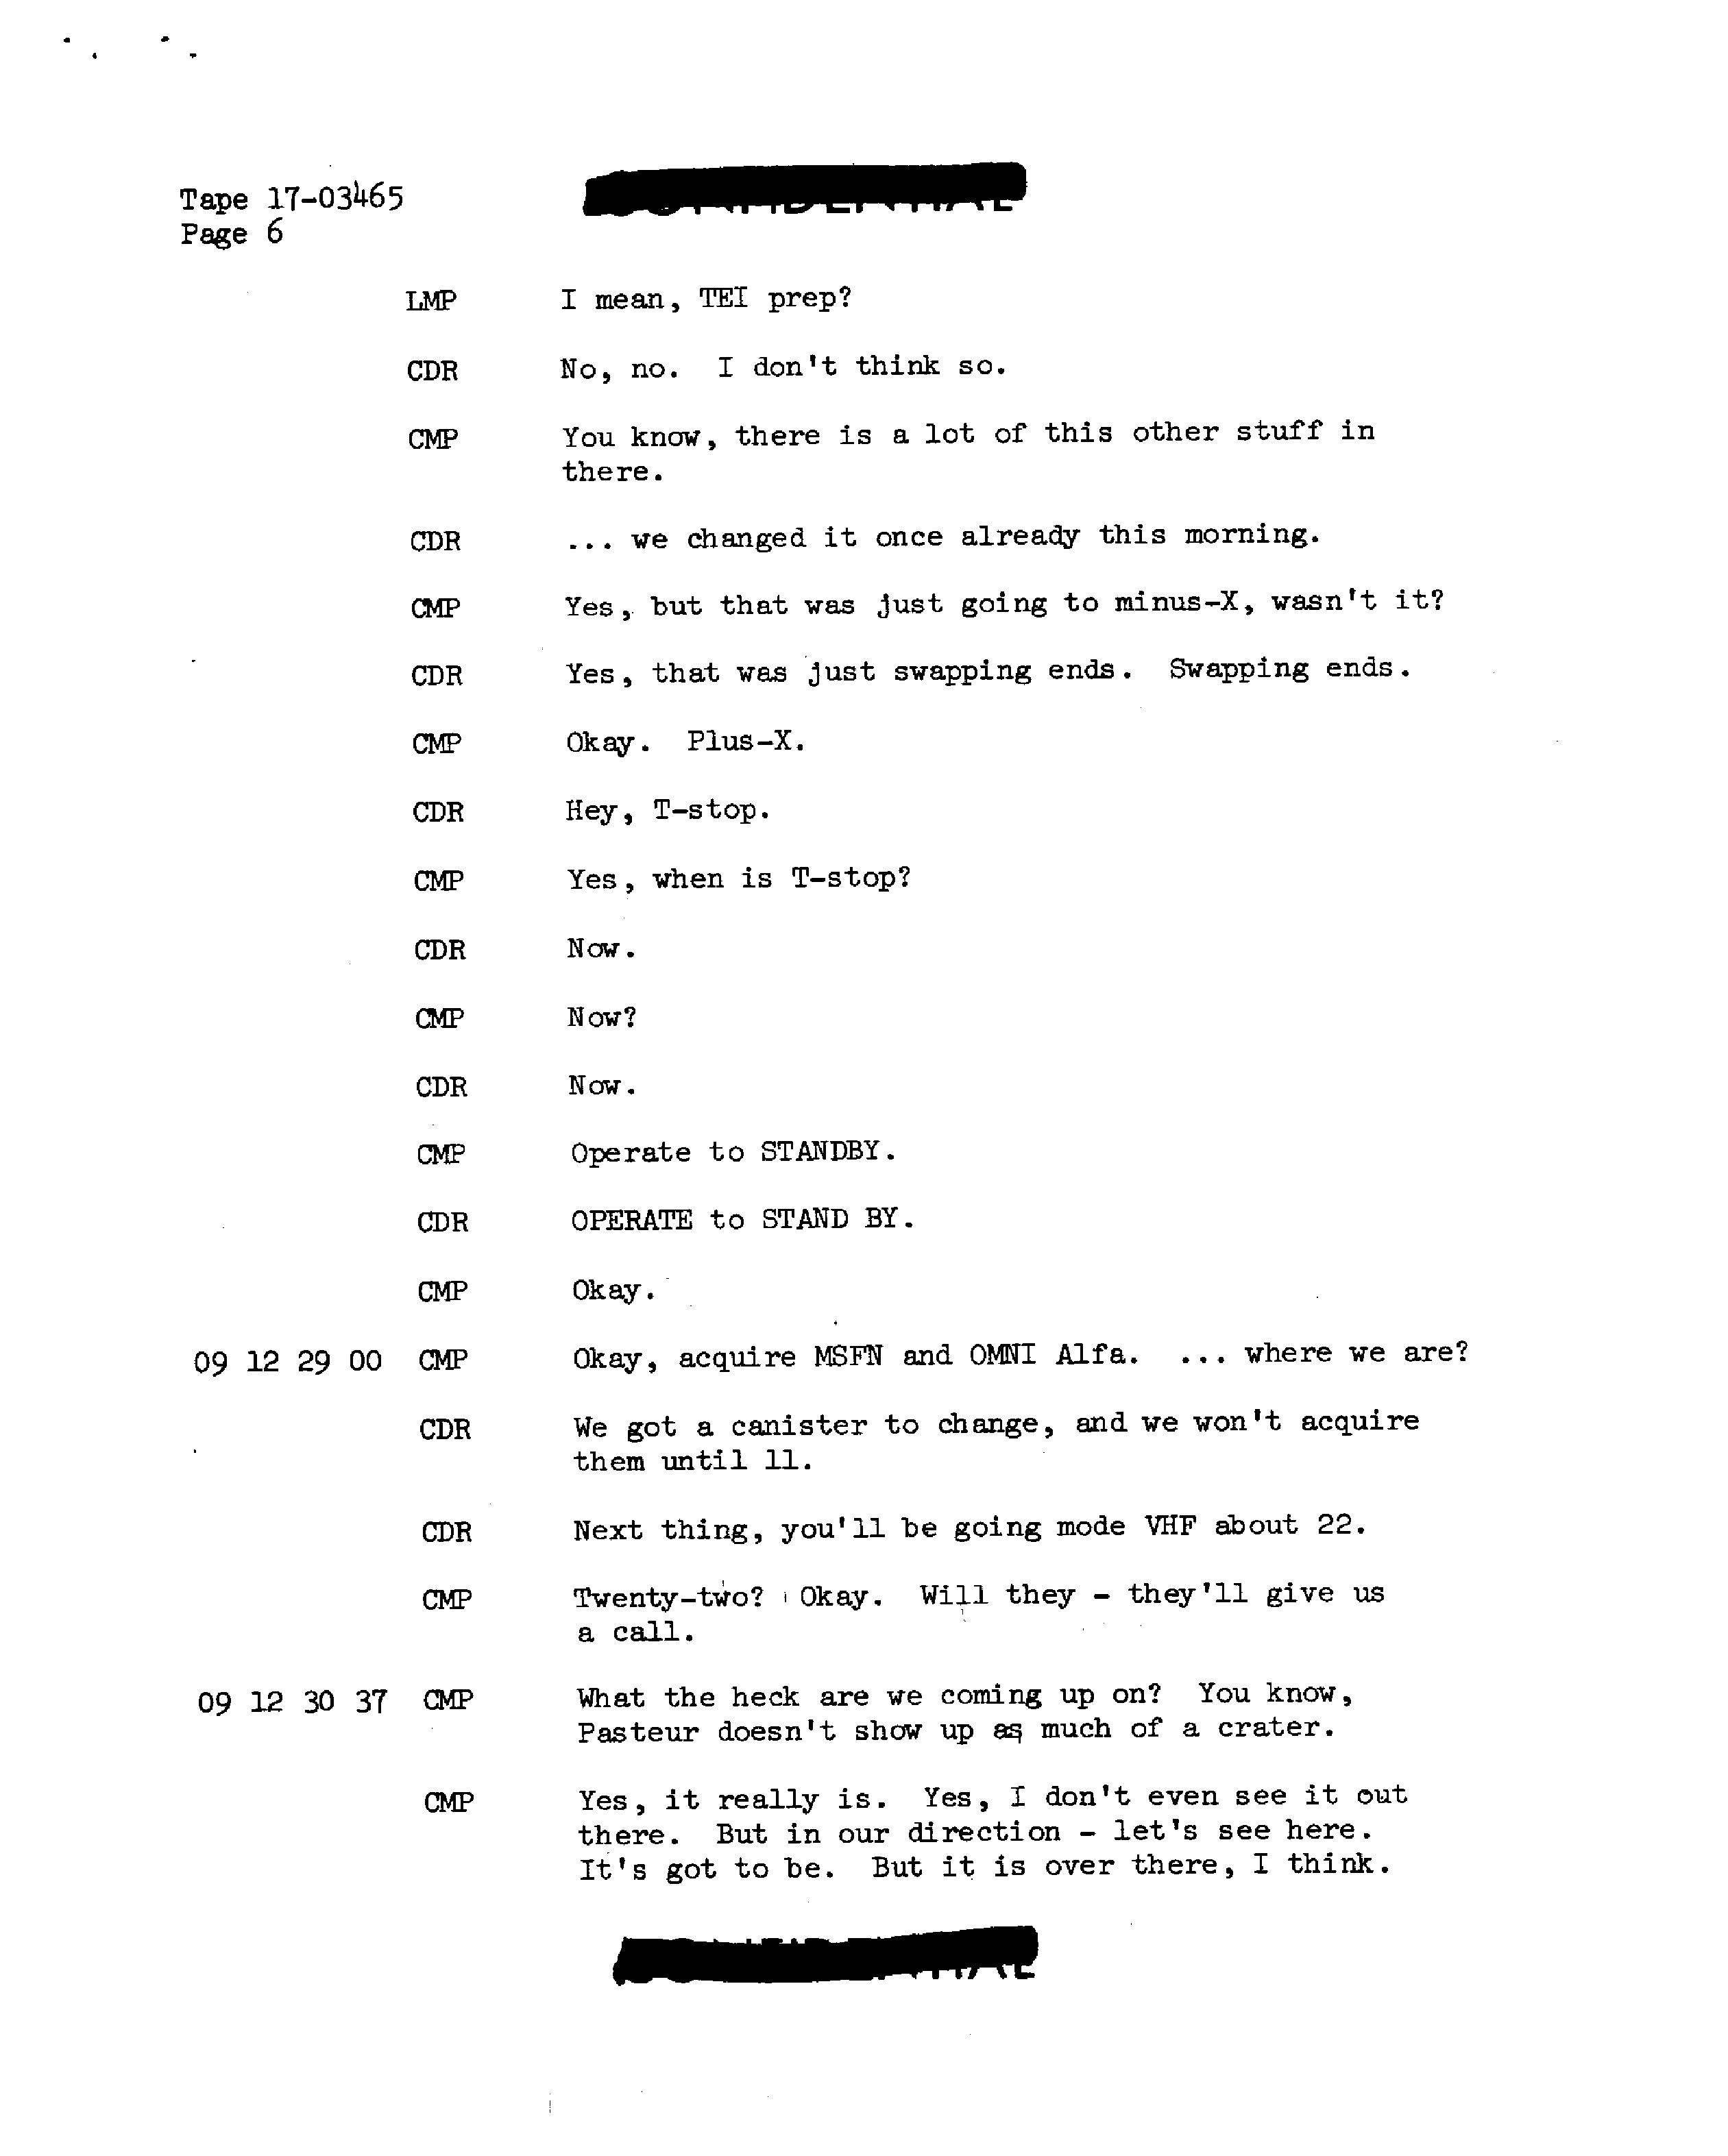 Tape 17-03465
Page 6
LMP I mean, TEI prep?
CDR No, no. I don't think so.
CMP You know, there is a lot of this other stuff in
there.
CDR ... we changed it once already this morning.
CMP Yes, but that was just going to minus-X, wasn't it?
CDR Yes, that was just swapping ends. Swapping ends.
CMP Okay. Plus-X.
CDR Hey, T-stop.
CMP Yes, when is T-stop?
CDR Now.
CMP Now?
CDR Now.
CMP Operate to STANDBY.
CDR OPERATE to STAND BY.
CMP Okay.
09 12 29 00 CMP Okay, acquire MSFN and OMNI Alfa. ... where we are?
CDR We got a canister to change, and we won't acquire
them until 11.
CDR Next thing, you'll be going mode VHF about 22.
CMP Twenty-two? Okay. Will they - they'll give us
a call.
09 12 30 37 CMP What the heck are we coming up on? You know,
Pasteur doesn't show up as much of a crater.
CMP Yes, it really is. Yes, I don't even see it out
there. But in our direction - let's see here.
It's got to be. But it is over there, I think.